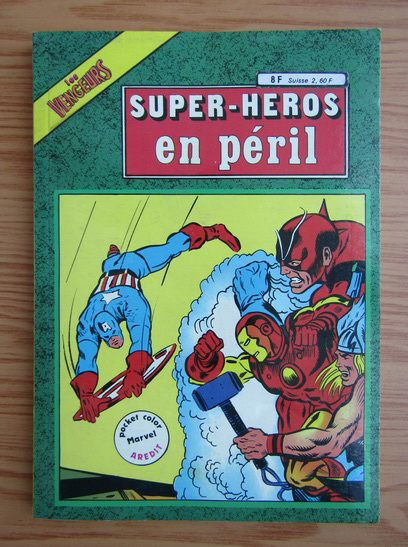 les
VENGEURS
8F Suisse 2,60 F
SUPER-HEROS
en péril
pocket color
Marvel
AREDIT